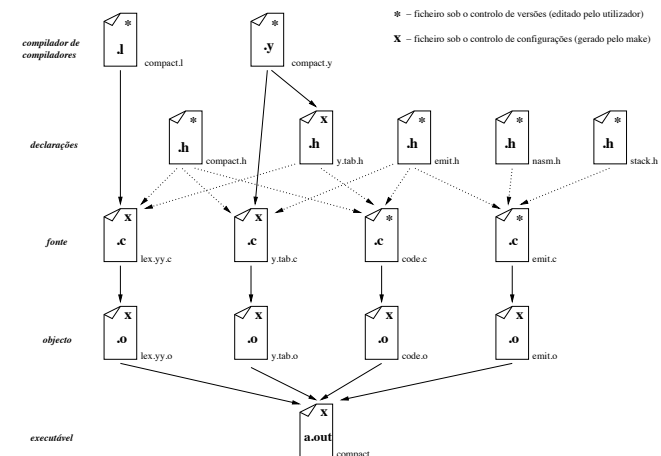 * – ficheiro sob o controlo de versões (editado pelo utilizador)
x – ficheiro sob o controlo de configurações (gerado pelo make)
compilador de
compiladores
*
.l
compact.l
*
.y
compact.y
declarações
*
.h
compact.h
x
.h
y.tab.h
*
.h
emit.h
*
.h
nasm.h
*
.h
stack.h
fonte
x
.c
lex.yy.c
x
.c
y.tab.c
*
.c
code.c
*
.c
emit.c
objecto
x
.o
lex.yy.o
x
.o
y.tab.o
x
.o
code.o
x
.o
emit.o
executável
x
a.out
compact